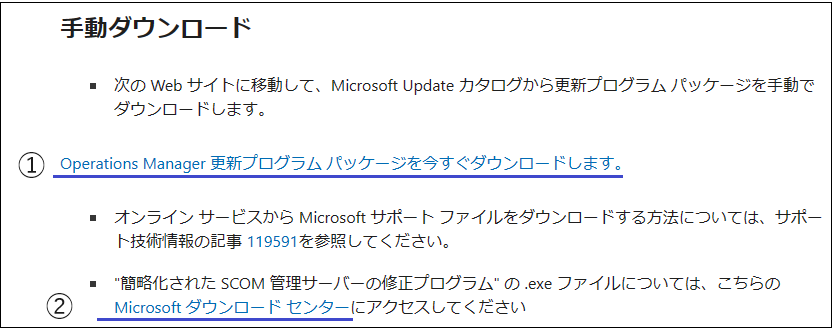 手動ダウンロード
■ 次の Web サイトに移動して、Microsoft Update カタログから更新プログラム パッケージを手動で
ダウンロードします。
① Operations Manager 更新プログラム パッケージを今すぐダウンロードします。
■ オンライン サービスから Microsoft サポート ファイルをダウンロードする方法については、サポー
ト技術情報の記事 119591を参照してください。
■ "簡略化された SCOM 管理サーバーの修正プログラム" の .exe ファイルについては、こちらの
② Microsoft ダウンロード センターにアクセスしてください